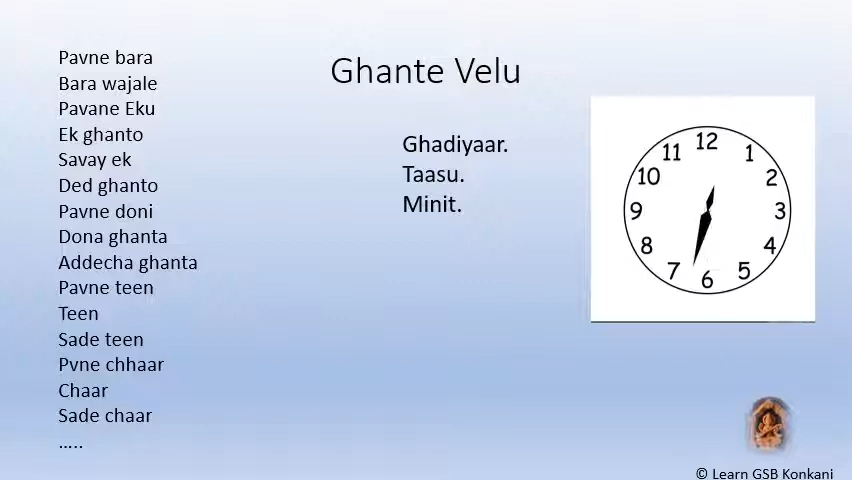 Ghante Velu
Pavne bara
Bara wajale
Pavane Eku
Ek ghanto
Savay ek
Ded ghanto
Pavne doni
Dona ghanta
Addecha ghanta
Pavne teen
Teen
Sade teen
Pvne chhaar
Chaar
Sade chaar
.....
Ghadiyaar.
Taasu.
Minit.
12
11
1
10
2
9
3
8
4
7
5
6
© Learn GSB Konkani